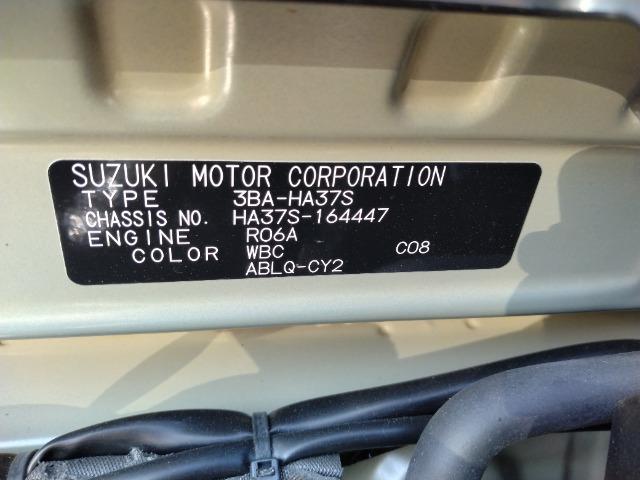 SUZUKI MOTOR CORPORATION
TYPE 3BA-HA37S
CHASSIS NO. HA37S-164447
ENGINE R06A
COLOR WBC C08
ABLQ-CY2